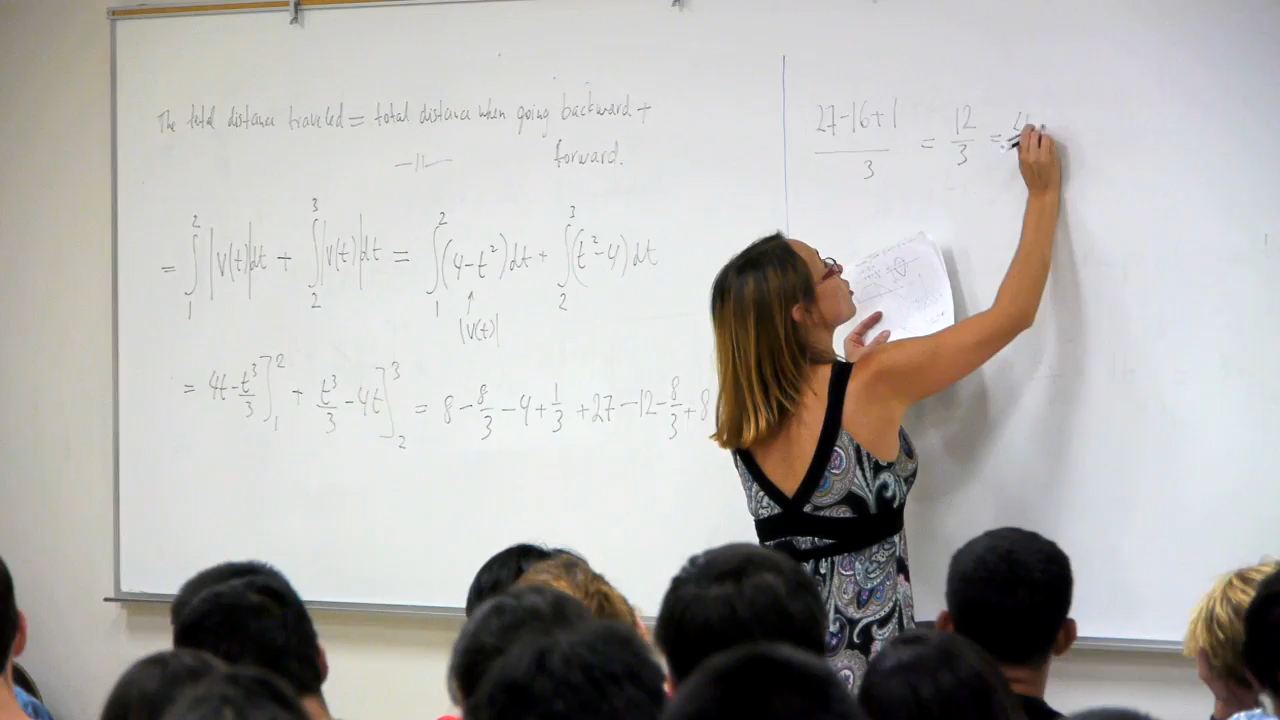 The total distance traveled = total distance when going backward +
—11— forward.
= ∫₁² |v(t)|dt + ∫₂³ |v(t)|dt = ∫₁² (4-t²)dt + ∫₂³ (t²-4)dt
↑
|v(t)|
= 4t - t³/3 ]₁² + t³/3 - 4t ]₂³ = 8 - 8/3 - 4 + 1/3 + 27 - 12 - 8/3 + 8
(27-16+1)/3 = 12/3 =